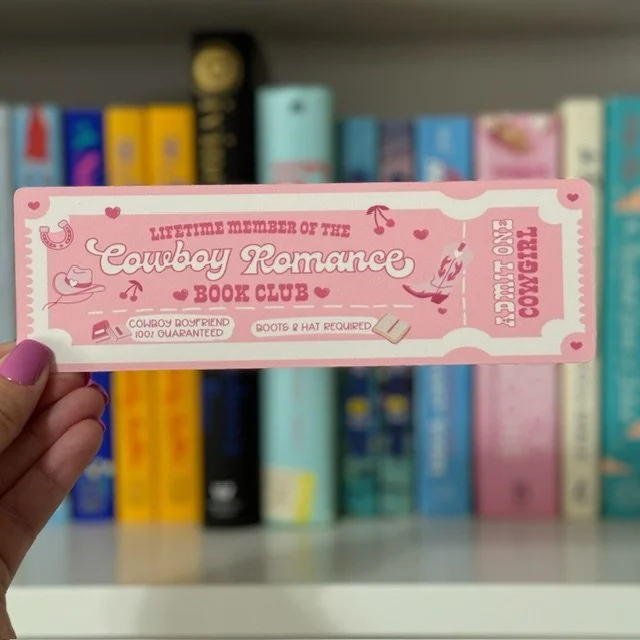 LIFETIME MEMBER OF THE
Cowboy Romance
BOOK CLUB
COWBOY BOYFRIEND
100% GUARANTEED
BOOTS & HAT REQUIRED
ADMIT ONE
COWGIRL